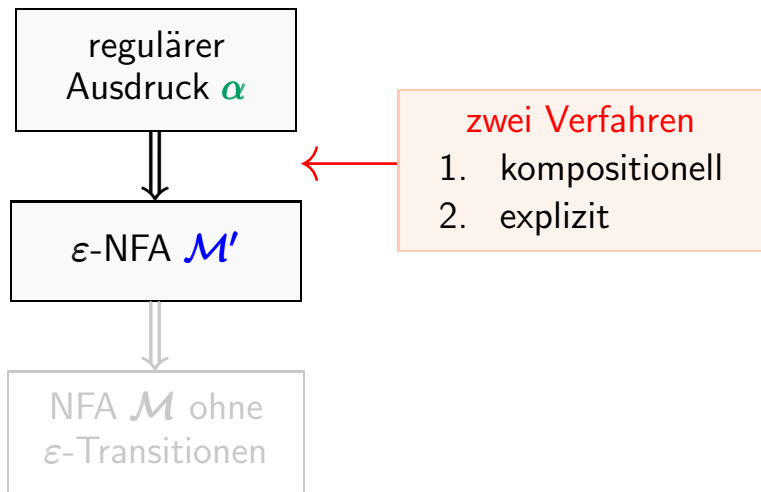 regulärer
Ausdruck α
zwei Verfahren
1. kompositionell
2. explizit
ε-NFA ℳ′
NFA ℳ ohne
ε-Transitionen